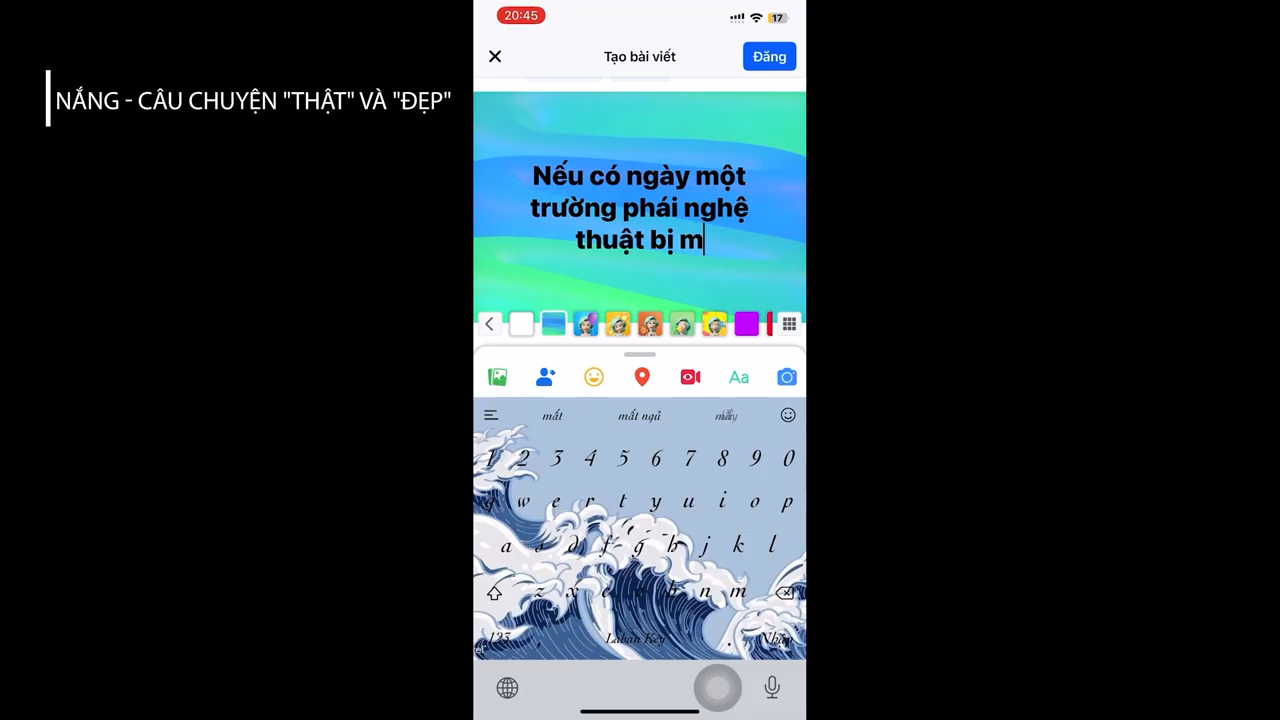 20:45
17
Tạo bài viết
Đăng
NẮNG - CÂU CHUYỆN "THẬT" VÀ "ĐẸP"
Nếu có ngày một
trường phái nghệ
thuật bị m
Aa
mất mất ngủ
1 2 3 4 5 6 7 8 9 0
q w e r t y u i o p
a s d f g h j k l
z x c v b n m
123 , Laban Key . Nhập